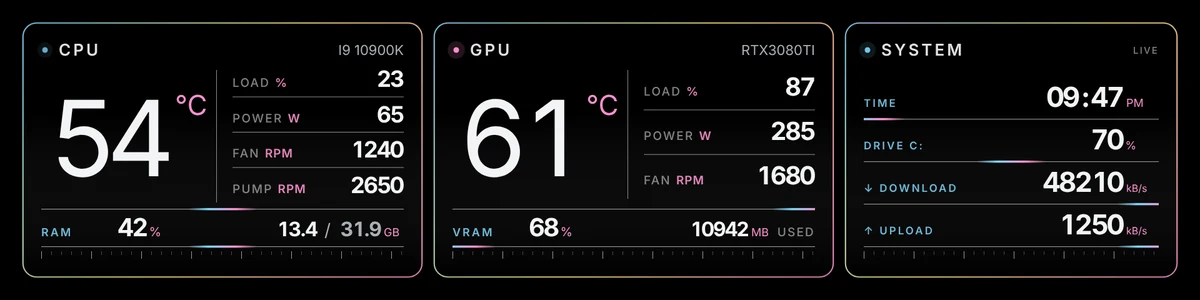 CPU I9 10900K
54 °C
LOAD % 23
POWER W 65
FAN RPM 1240
PUMP RPM 2650
RAM 42% 13.4 / 31.9GB
GPU RTX3080TI
61 °C
LOAD % 87
POWER W 285
FAN RPM 1680
VRAM 68% 10942 MB USED
SYSTEM LIVE
TIME 09:47 PM
DRIVE C: 70%
↓ DOWNLOAD 48210 kB/s
↑ UPLOAD 1250 kB/s